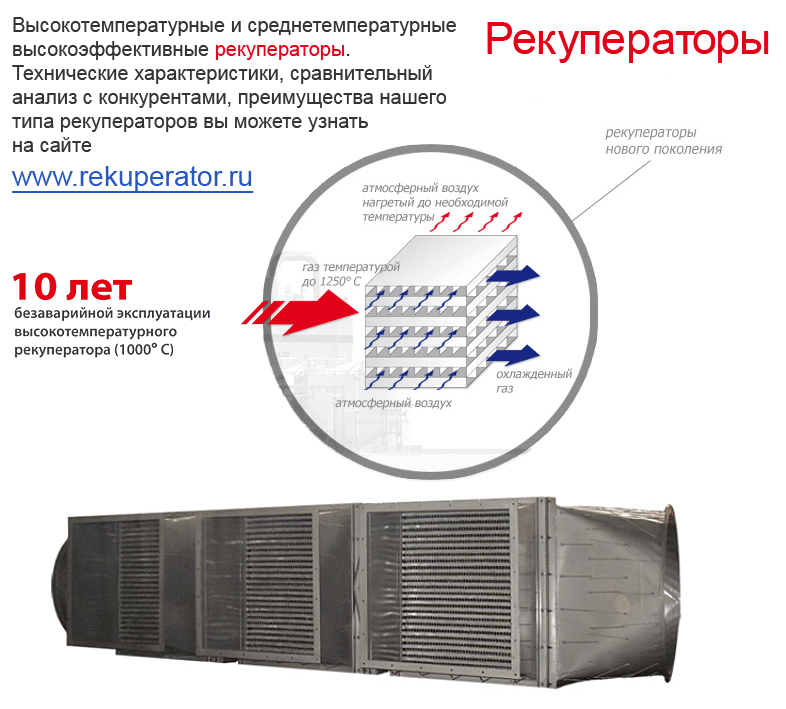 Высокотемпературные и среднетемпературные
высокоэффективные рекуператоры.
Технические характеристики, сравнительный
анализ с конкурентами, преимущества нашего
типа рекуператоров вы можете узнать
на сайте
www.rekuperator.ru
Рекуператоры
рекуператоры
нового поколения
атмосферный воздух
нагретый до необходимой
температуры
газ температурой
до 1250° С
10 лет
безаварийной эксплуатации
высокотемпературного
рекуператора (1000° С)
охлажденный
газ
атмосферный воздух